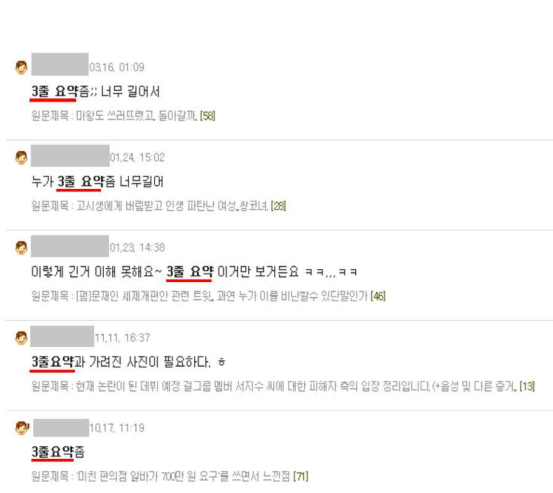 03.16. 01:09
3줄 요약좀;; 너무 길어서
원문제목 : 마왕도 쓰러뜨렸고, 돌아갈까. [58]
01.24. 15:02
누가 3줄 요약좀 너무길어
원문제목 : 고시생에게 버림받고 인생 파탄난 여성..쌍코녀. [28]
01.23. 14:38
이렇게 긴거 이해 못해요~ 3줄 요약 이거만 보거든요 ㅋㅋ...ㅋㅋ
원문제목 : [펌]문재인 세제개편안 관련 트윗.. 과연 누가 이를 비난할수 있단말인가 [46]
11.11. 16:37
3줄요약과 가려진 사진이 필요하다. ㅎ
원문제목 : 현재 논란이 된 데뷔 예정 걸그룹 멤버 서지수 씨에 대한 피해자 측의 입장 정리입니다.(+음성 및 다른 증거.. [13]
10.17. 11:19
3줄요약좀
원문제목 : '미친 편의점 알바가 700만 원 요구'를 쓰면서 느낀점 [71]